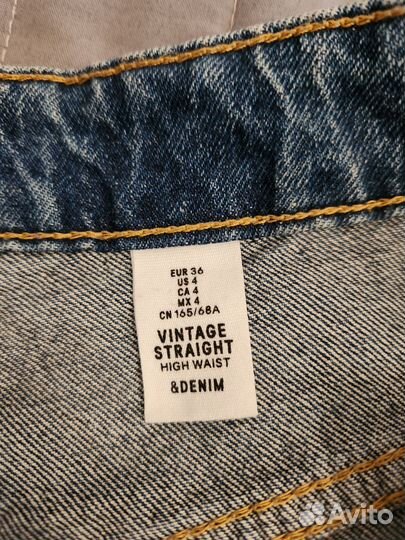 EUR 36
US 4
CA 4
MX 4
CN 165/68A
VINTAGE
STRAIGHT
HIGH WAIST
&DENIM
Avito